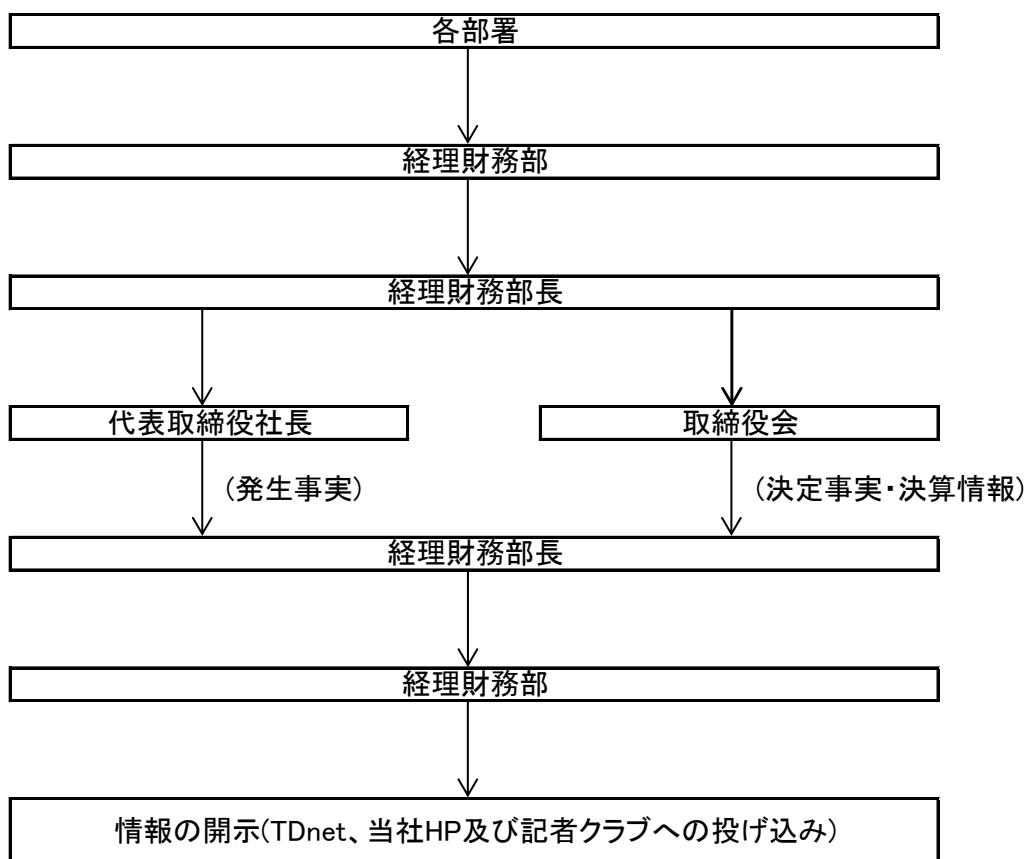 各部署
経理財務部
経理財務部長
代表取締役社長
取締役会
(発生事実)
(決定事実・決算情報)
経理財務部長
経理財務部
情報の開示(TDnet、当社HP及び記者クラブへの投げ込み)